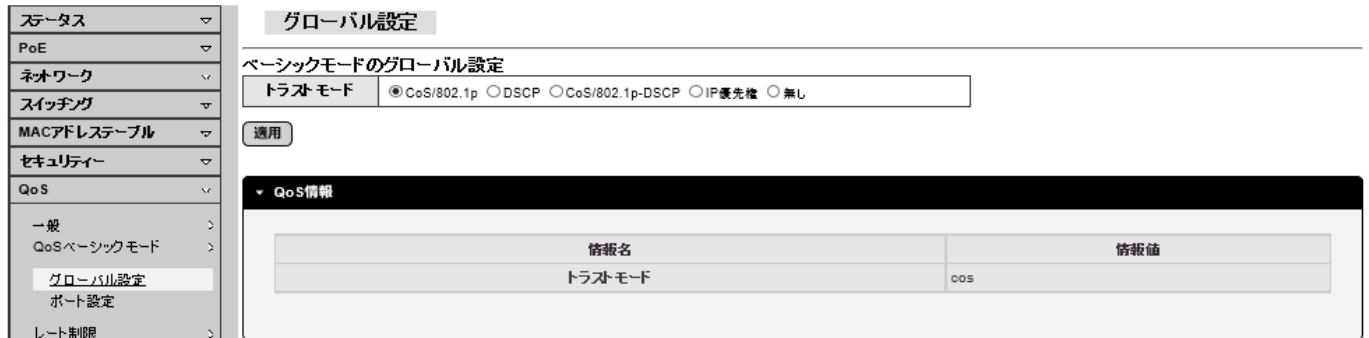 ステータス
PoE
ネットワーク
スイッチング
MACアドレステーブル
セキュリティー
QoS
一般
QoSベーシックモード
グローバル設定
ポート設定
レート制限
グローバル設定
ベーシックモードのグローバル設定
トラストモード CoS/802.1p DSCP CoS/802.1p-DSCP IP優先権 無し
適用
QoS情報
情報名 情報値
トラストモード cos